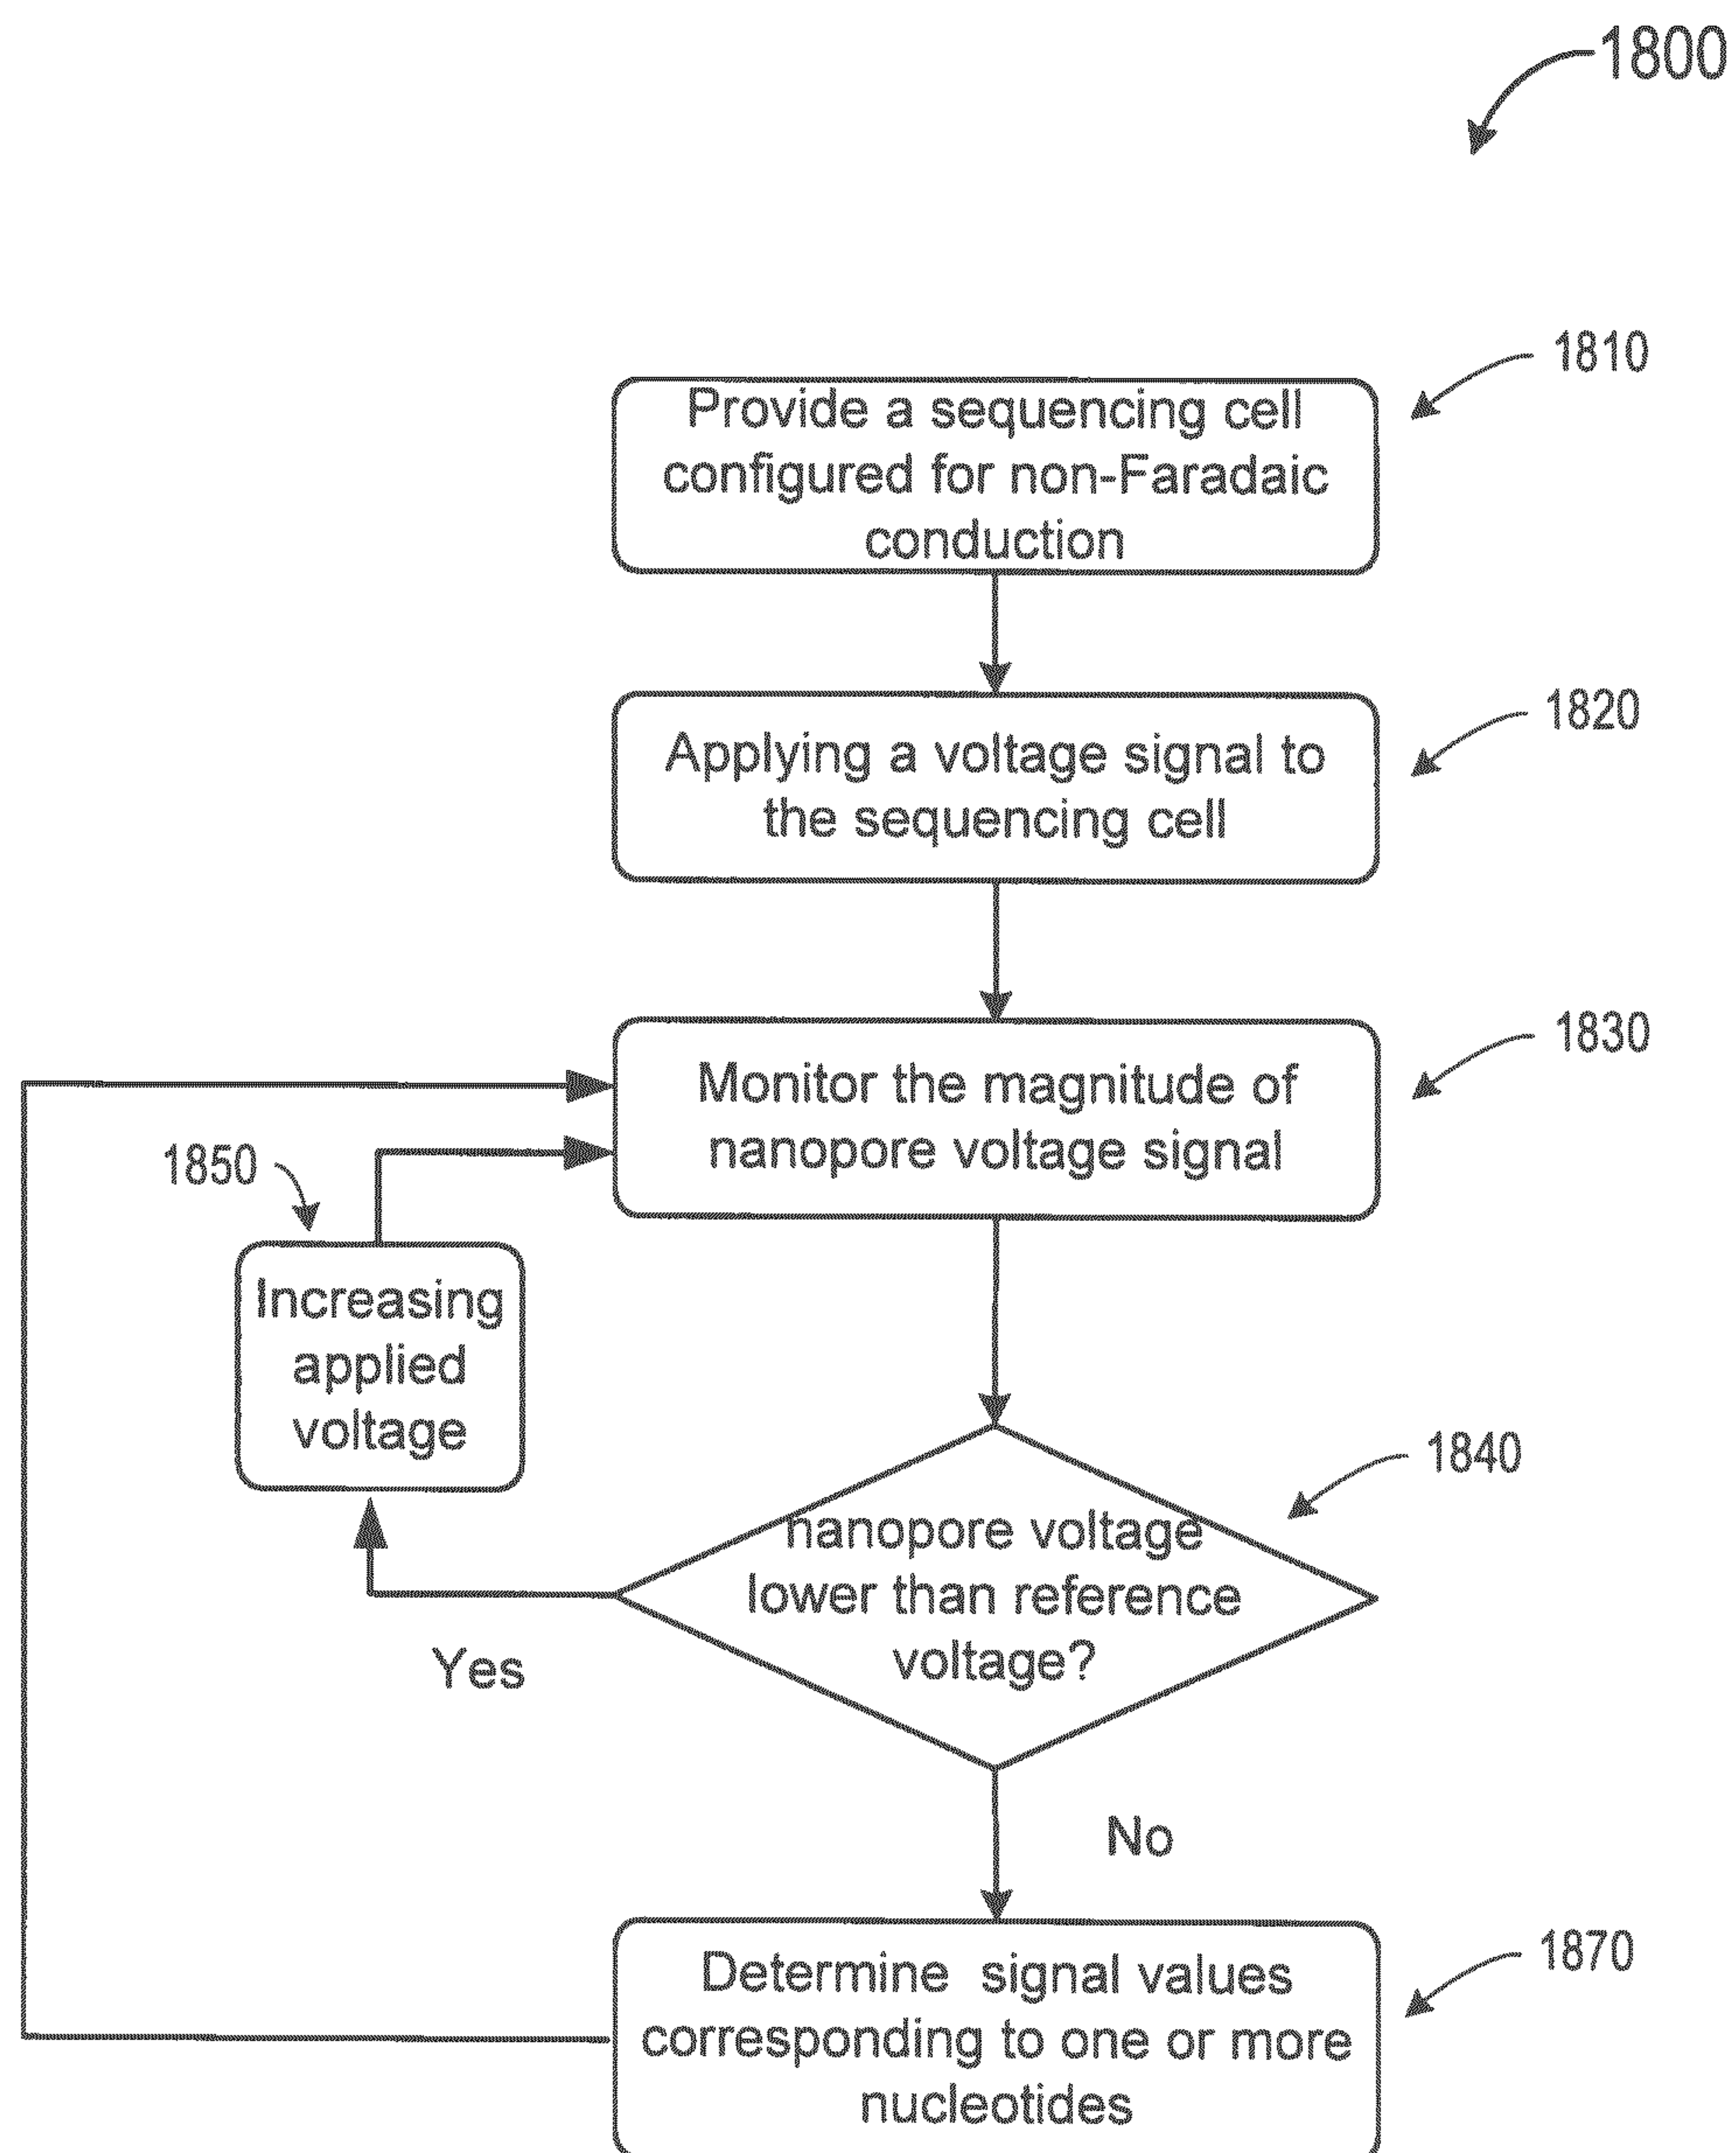 1800
1810
Provide a sequencing cell
configured for non-Faradaic
conduction
1820
Applying a voltage signal to
the sequencing cell
1830
Monitor the magnitude of
nanopore voltage signal
1850
Increasing
applied
voltage
1840
nanopore voltage
lower than reference
voltage?
Yes
No
1870
Determine signal values
corresponding to one or more
nucleotides